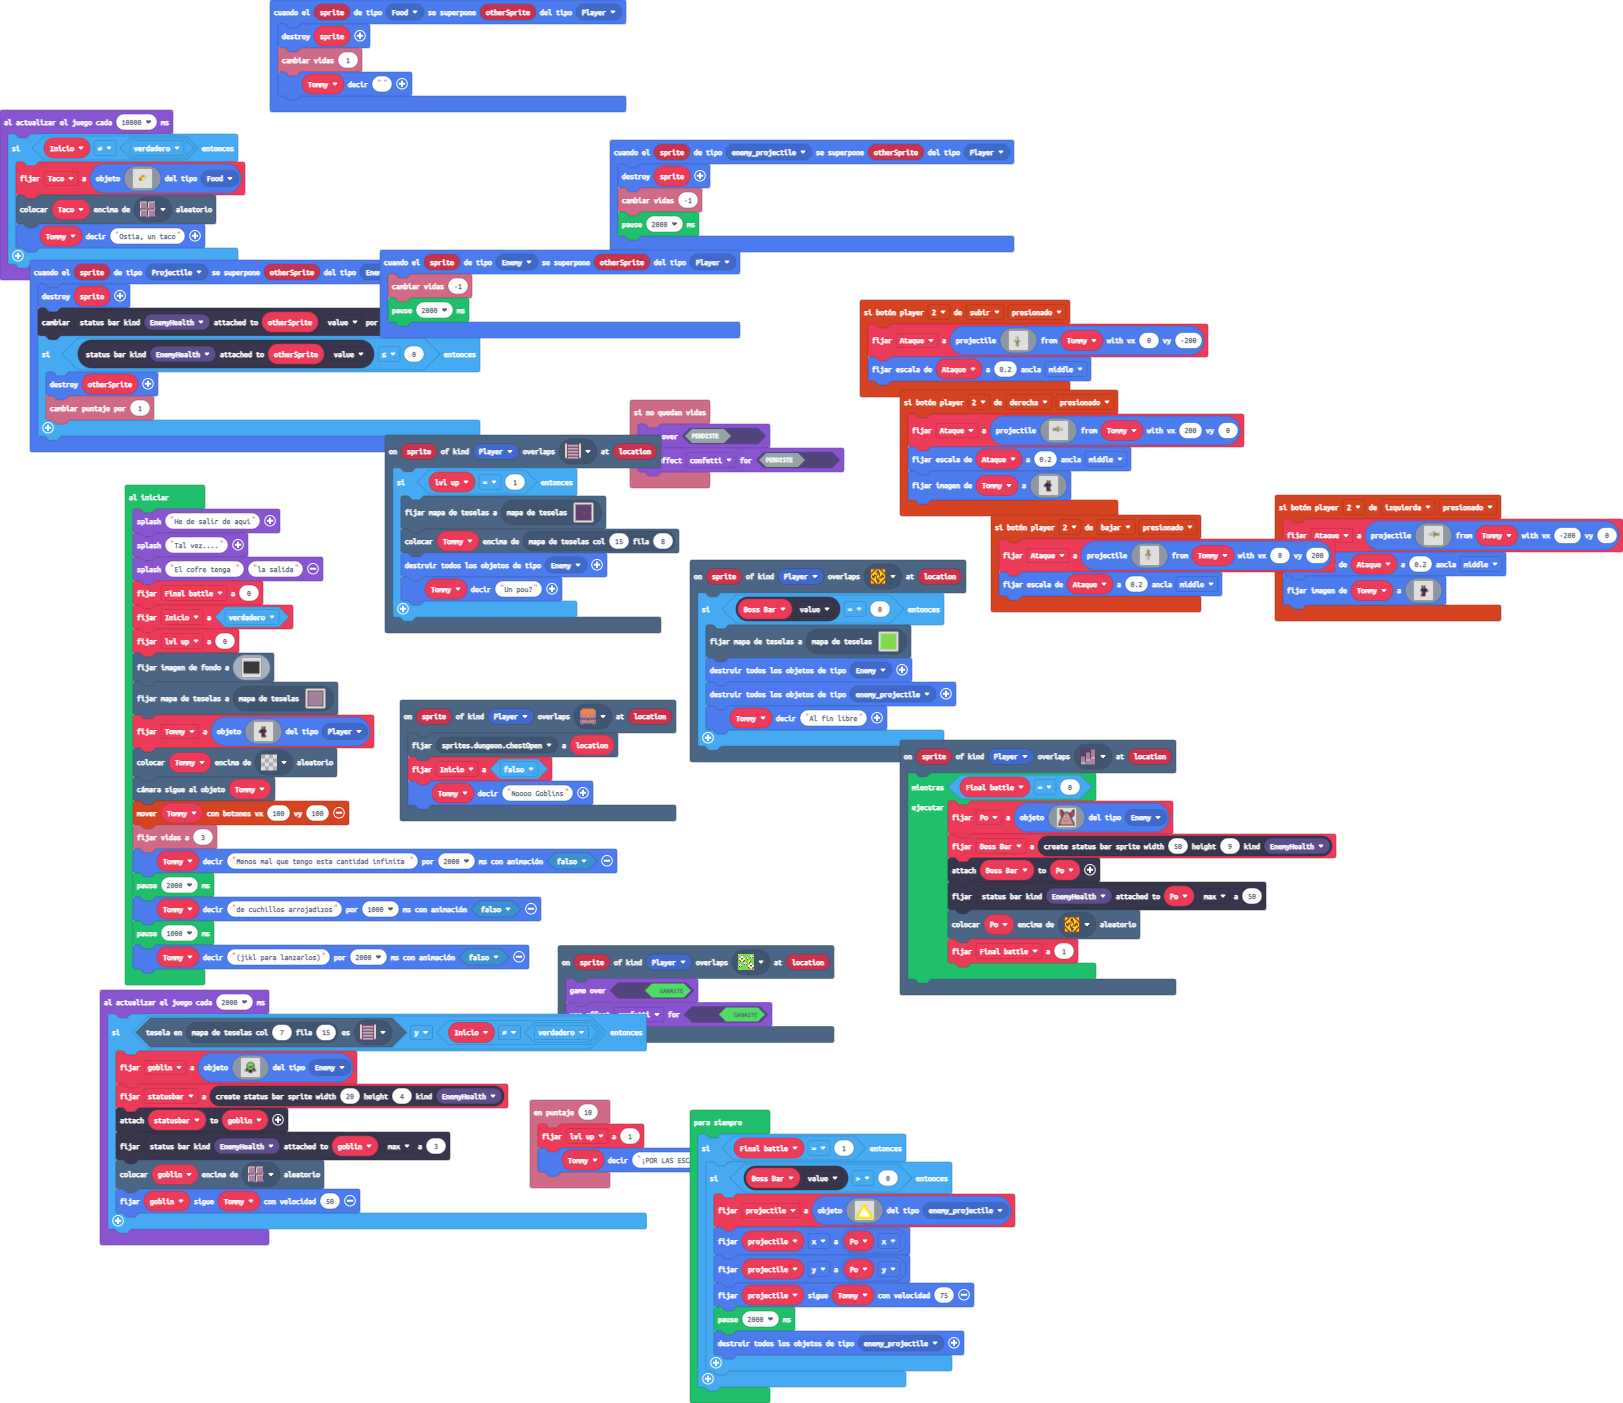 cuando el sprite de tipo Food se superpone otherSprite del tipo Player
destroy sprite
cambiar vidas 1
Tommy decir " "
al actualizar el juego cada 10000 ms
si Inicio ≠ verdadero entonces
fijar Taco a objeto del tipo Food
colocar Taco encima de aleatorio
Tommy decir "Ostia, un taco"
cuando el sprite de tipo enemy_projectile se superpone otherSprite del tipo Player
destroy sprite
cambiar vidas -1
pause 2000 ms
cuando el sprite de tipo Projectile se superpone otherSprite del tipo
destroy sprite
cambiar status bar kind EnemyHealth attached to otherSprite value por
si status bar kind EnemyHealth attached to otherSprite value ≤ 0 entonces
destroy otherSprite
cambiar puntaje por 1
cuando el sprite de tipo Enemy se superpone otherSprite del tipo Player
cambiar vidas -1
pause 2000 ms
si botón player 2 de subir presionado
fijar Ataque a projectile from Tommy with vx 0 vy -200
fijar escala de Ataque a 0.2 ancla middle
si botón player 2 de derecha presionado
fijar Ataque a projectile from Tommy with vx 200 vy 0
fijar escala de Ataque a 0.2 ancla middle
fijar imagen de Tommy a
si botón player 2 de izquierda presionado
fijar Ataque a projectile from Tommy with vx -200 vy 0
de Ataque a 0.2 ancla middle
fijar imagen de Tommy a
si botón player 2 de bajar presionado
fijar Ataque a projectile from Tommy with vx 0 vy 200
fijar escala de Ataque a 0.2 ancla middle
si no quedan vidas
over PERDISTE
effect confetti for PERDISTE
on sprite of kind Player overlaps at location
si lvl up = 1 entonces
fijar mapa de teselas a mapa de teselas
colocar Tommy encima de mapa de teselas col 15 fila 8
destruir todos los objetos de tipo Enemy
Tommy decir "Un pou?"
al iniciar
splash "He de salir de aqui"
splash "Tal vez...."
splash "El cofre tenga " "la salida"
fijar Final battle a 0
fijar Inicio a verdadero
fijar lvl up a 0
fijar imagen de fondo a
fijar mapa de teselas a mapa de teselas
fijar Tommy a objeto del tipo Player
colocar Tommy encima de aleatorio
cámara sigue al objeto Tommy
mover Tommy con botones vx 100 vy 100
fijar vidas a 3
Tommy decir "Menos mal que tengo esta cantidad infinita " por 2000 ms con animación falso
pause 2000 ms
Tommy decir "de cuchillos arrojadizos" por 1000 ms con animación falso
pause 1000 ms
Tommy decir "(jikl para lanzarlos)" por 2000 ms con animación falso
on sprite of kind Player overlaps at location
si Boss Bar value = 0 entonces
fijar mapa de teselas a mapa de teselas
destruir todos los objetos de tipo Enemy
destruir todos los objetos de tipo enemy_projectile
Tommy decir "Al fin libre"
on sprite of kind Player overlaps at location
fijar sprites.dungeon.chestOpen a location
fijar Inicio a falso
Tommy decir "Noooo Goblins"
on sprite of kind Player overlaps at location
mientras Final battle = 0
ejecutar
fijar Po a objeto del tipo Enemy
fijar Boss Bar a create status bar sprite width 50 height 9 kind EnemyHealth
attach Boss Bar to Po
fijar status bar kind EnemyHealth attached to Po max a 50
colocar Po encima de aleatorio
fijar Final battle a 1
on sprite of kind Player overlaps at location
game over GANASTE
for GANASTE
al actualizar el juego cada 2000 ms
si tesela en mapa de teselas col 7 fila 15 es y Inicio ≠ verdadero entonces
fijar goblin a objeto del tipo Enemy
fijar statusbar a create status bar sprite width 20 height 4 kind EnemyHealth
attach statusbar to goblin
fijar status bar kind EnemyHealth attached to goblin max a 3
colocar goblin encima de aleatorio
fijar goblin sigue Tommy con velocidad 50
en puntaje 10
fijar lvl up a 1
Tommy decir "¡POR LAS ESC
para siempre
si Final battle = 1 entonces
si Boss Bar value > 0 entonces
fijar projectile a objeto del tipo enemy_projectile
fijar projectile x a Po x
fijar projectile y a Po y
fijar projectile sigue Tommy con velocidad 75
pause 2000 ms
destruir todos los objetos de tipo enemy_projectile